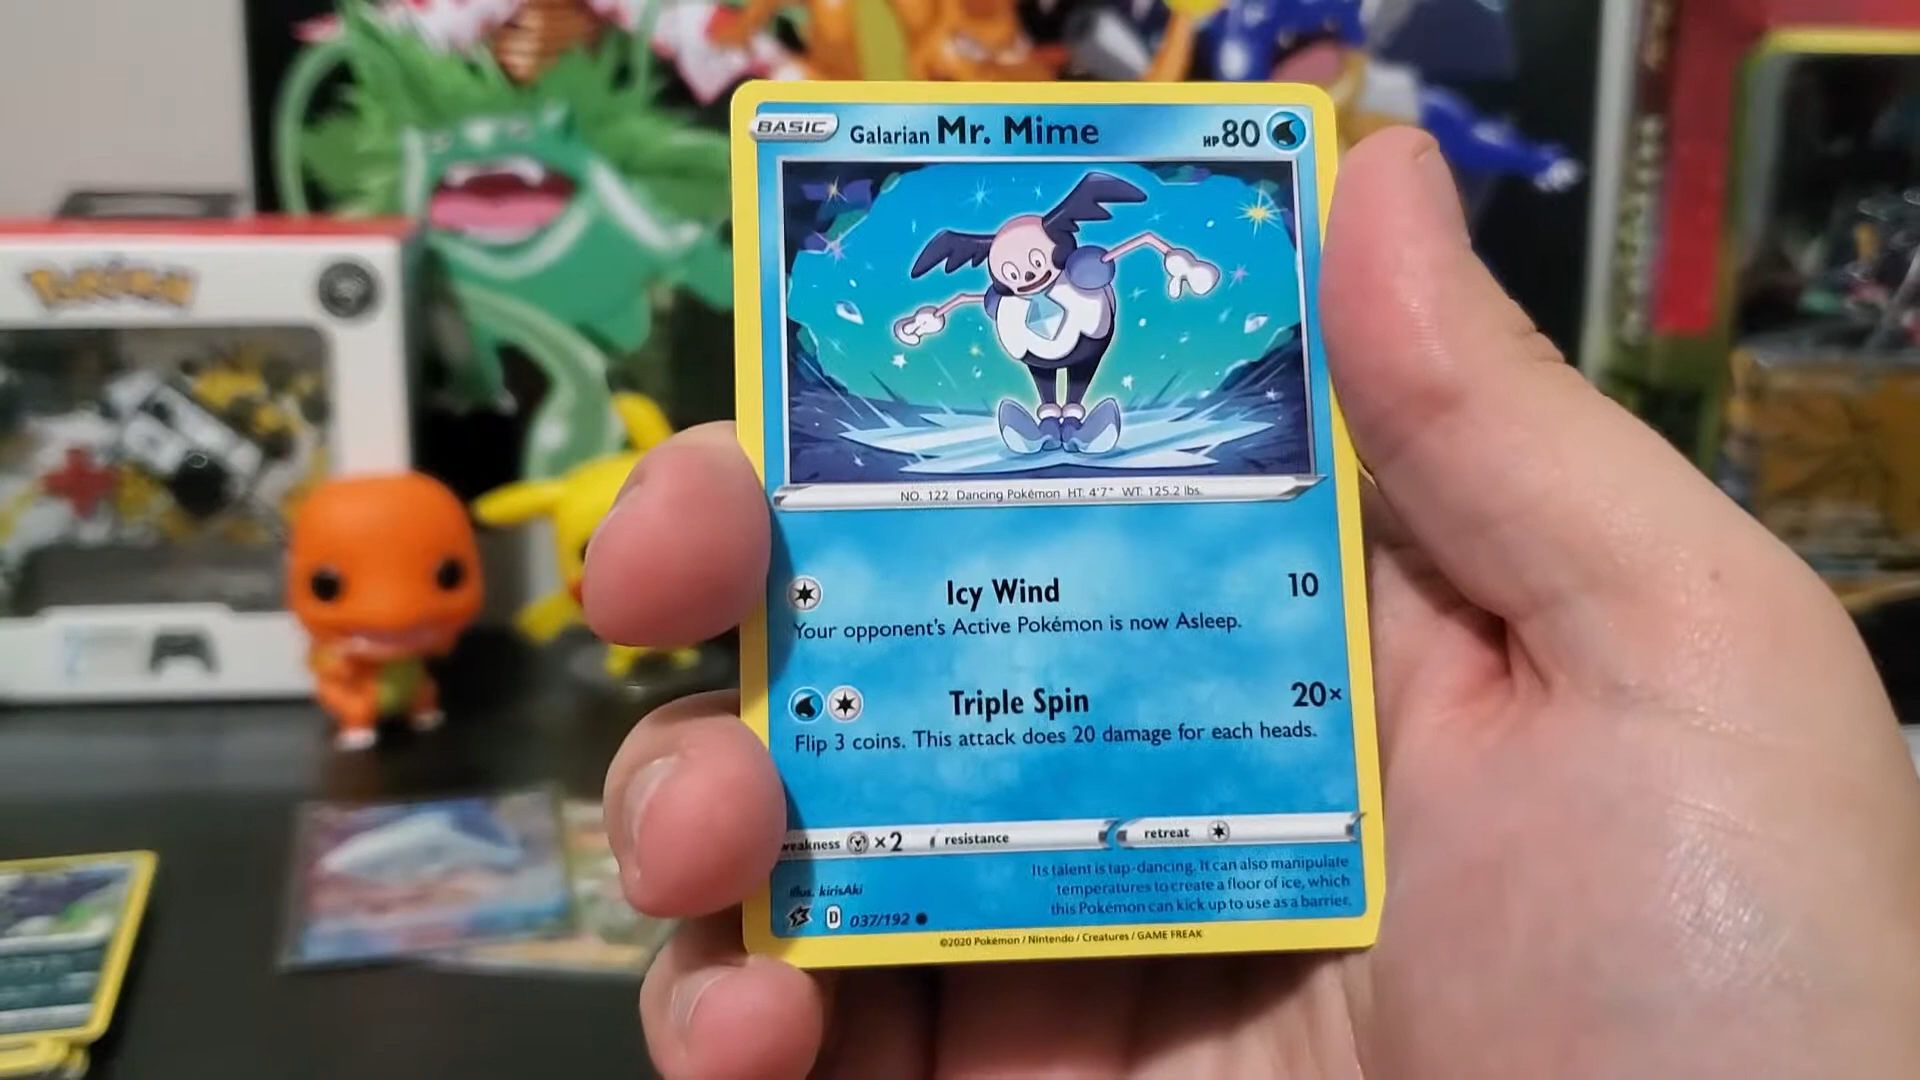 Pokémon
BASIC Galarian Mr. Mime HP 80
NO. 122 Dancing Pokémon HT: 4'7" WT: 125.2 lbs.
Icy Wind 10
Your opponent's Active Pokémon is now Asleep.
Triple Spin 20×
Flip 3 coins. This attack does 20 damage for each heads.
weakness ×2 resistance retreat
Its talent is tap-dancing. It can also manipulate
temperatures to create a floor of ice, which
this Pokémon can kick up to use as a barrier.
illus. kirisAki
D 037/192
©2020 Pokémon / Nintendo / Creatures / GAME FREAK